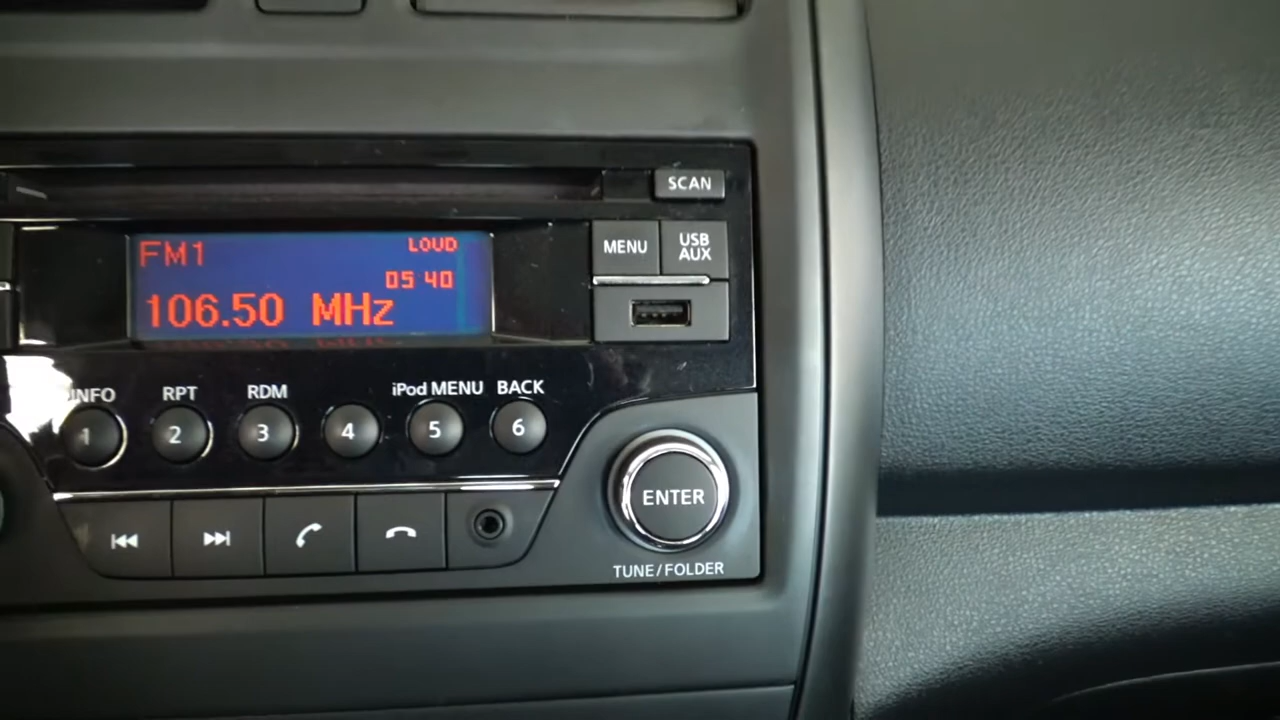 SCAN
FM1 LOUD
05 40
106.50 MHz
MENU
USB
AUX
INFO RPT RDM iPod MENU BACK
1 2 3 4 5 6
ENTER
TUNE/FOLDER